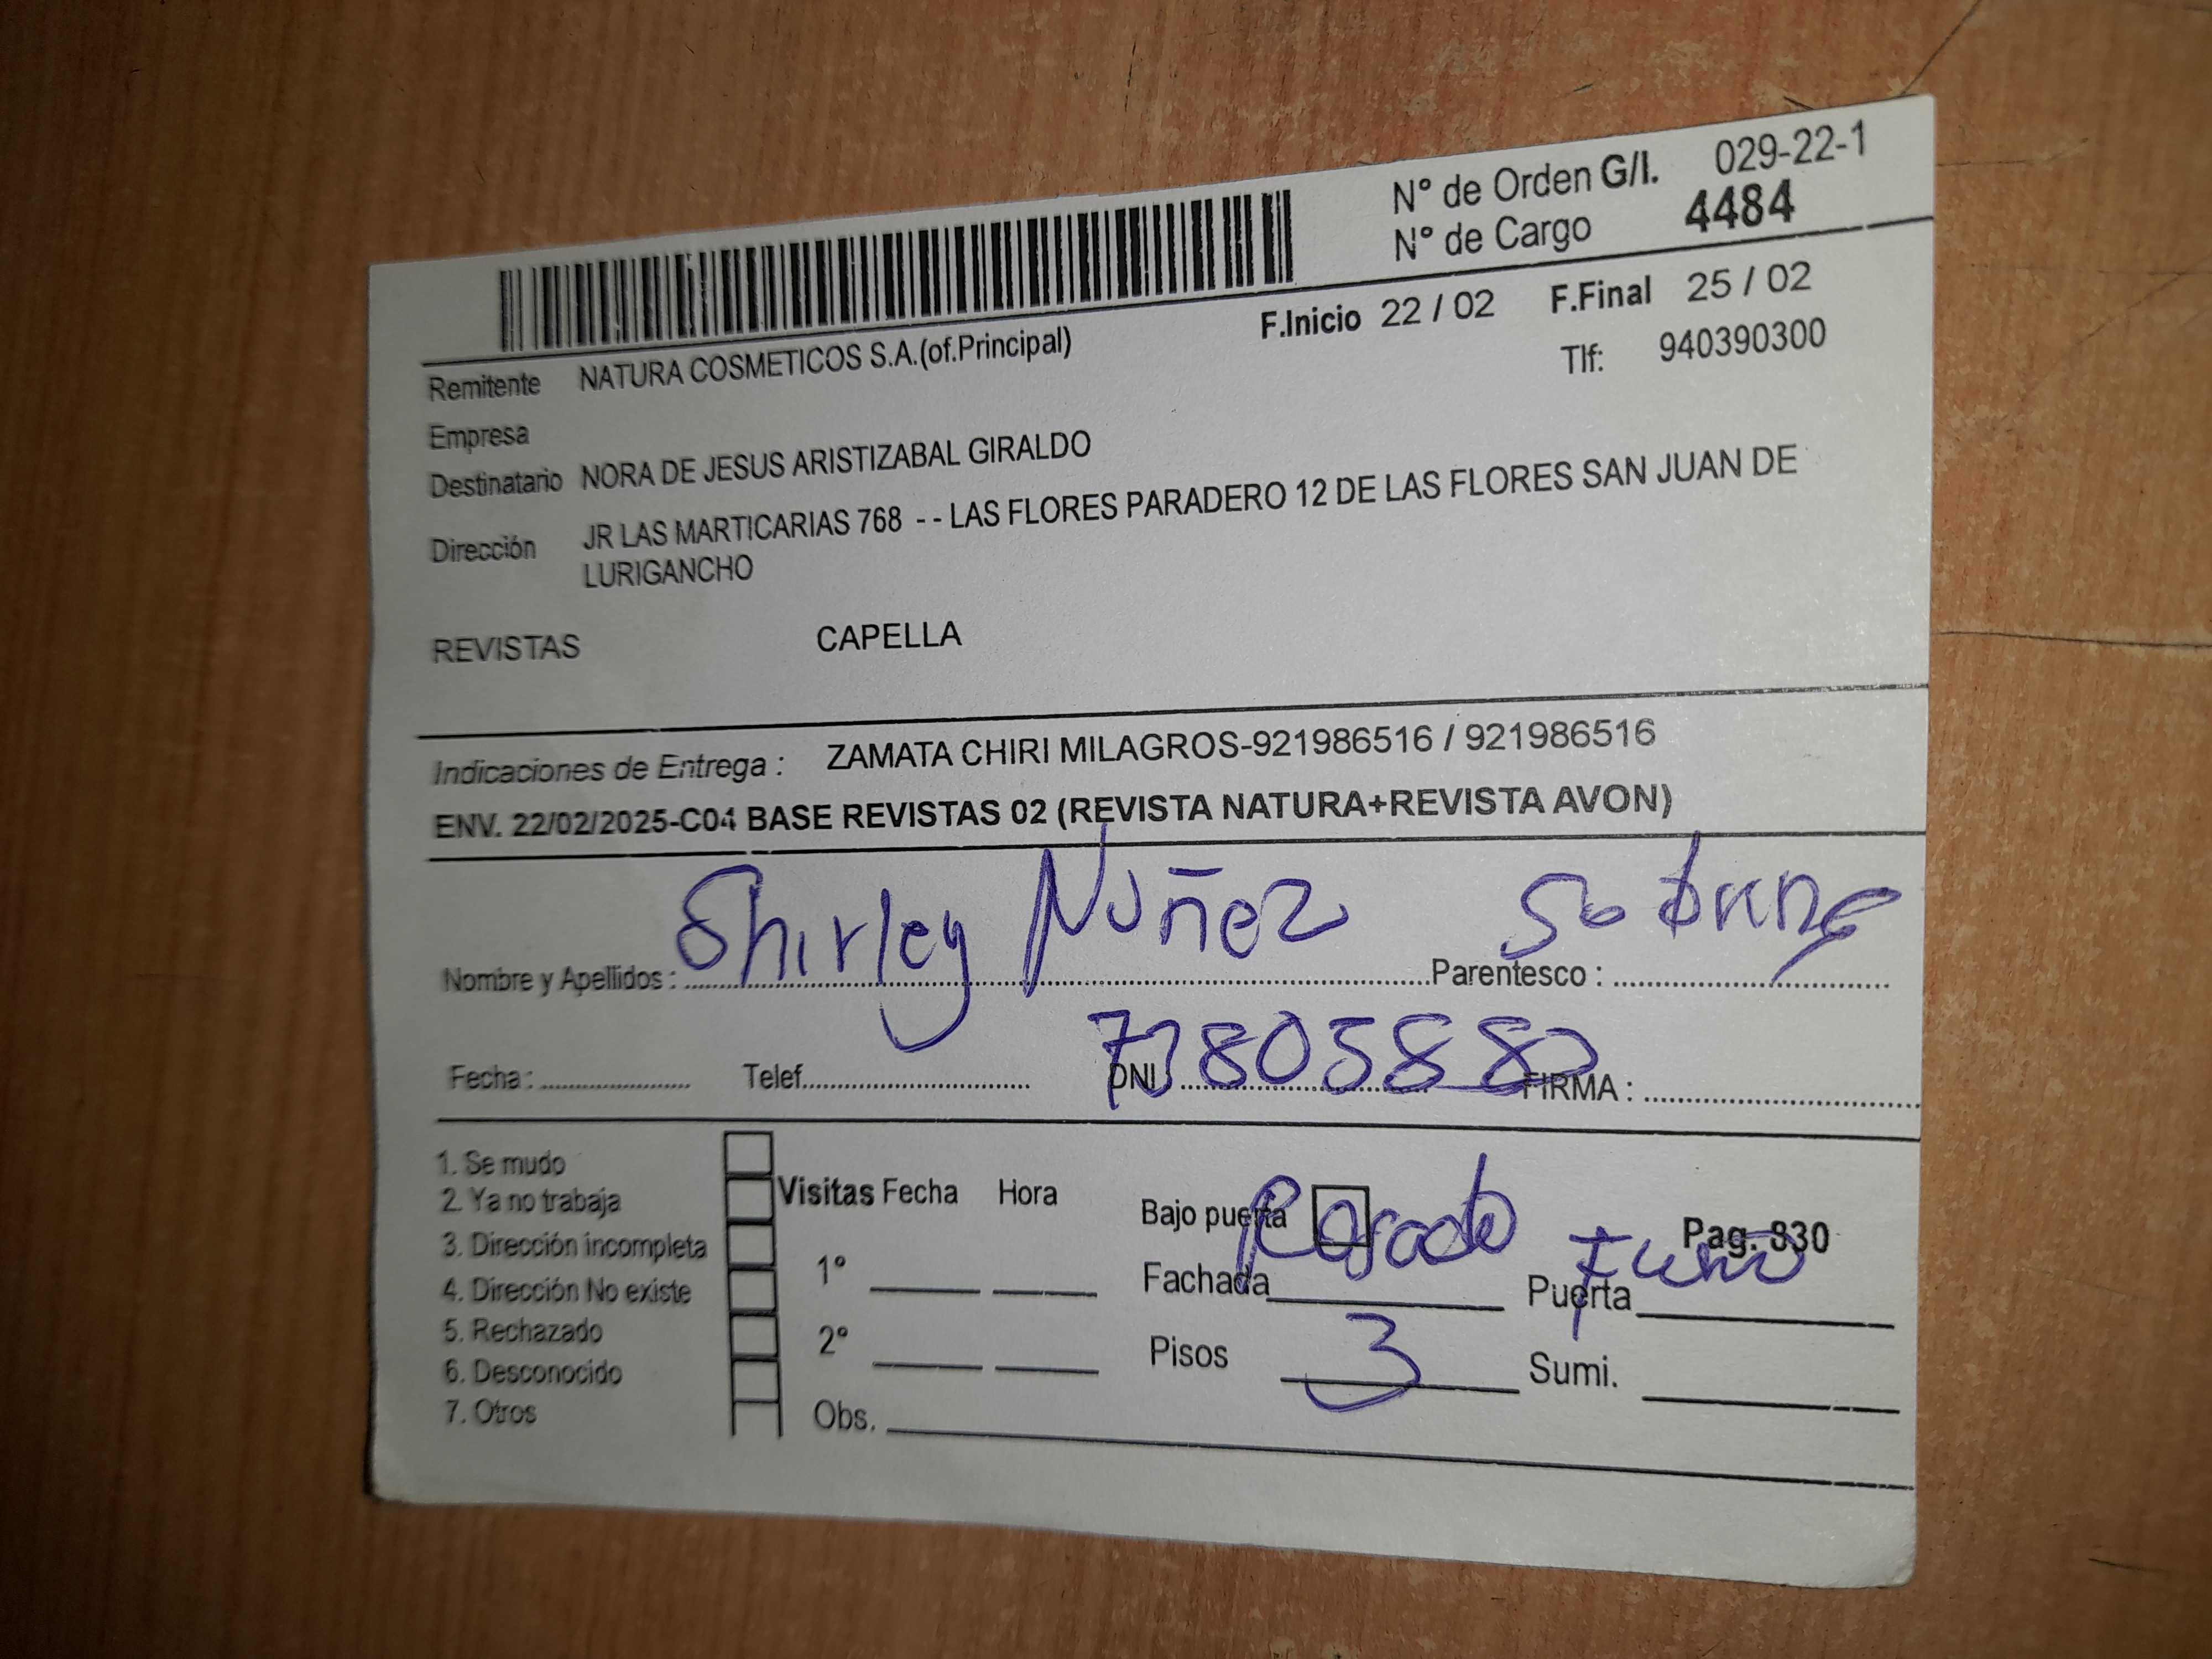 N° de Orden G/I. 029-22-1
N° de Cargo 4484
F.Inicio 22 / 02 F.Final 25 / 02
Remitente NATURA COSMETICOS S.A.(of.Principal) Tlf: 940390300
Empresa
Destinatario NORA DE JESUS ARISTIZABAL GIRALDO
Dirección JR LAS MARTICARIAS 768 - - LAS FLORES PARADERO 12 DE LAS FLORES SAN JUAN DE
LURIGANCHO
REVISTAS CAPELLA
Indicaciones de Entrega : ZAMATA CHIRI MILAGROS-921986516 / 921986516
ENV. 22/02/2025-C04 BASE REVISTAS 02 (REVISTA NATURA+REVISTA AVON)
Nombre y Apellidos : Shirley Nuñez Parentesco :
Fecha : Telef. DNI FIRMA :
1. Se mudo
2. Ya no trabaja
3. Dirección incompleta
4. Dirección No existe
5. Rechazado
6. Desconocido
7. Otros
Visitas Fecha Hora
1°
2°
Obs.
Bajo puerta Pag. 830
Fachada Rosado Puerta
Pisos 3 Sumi.